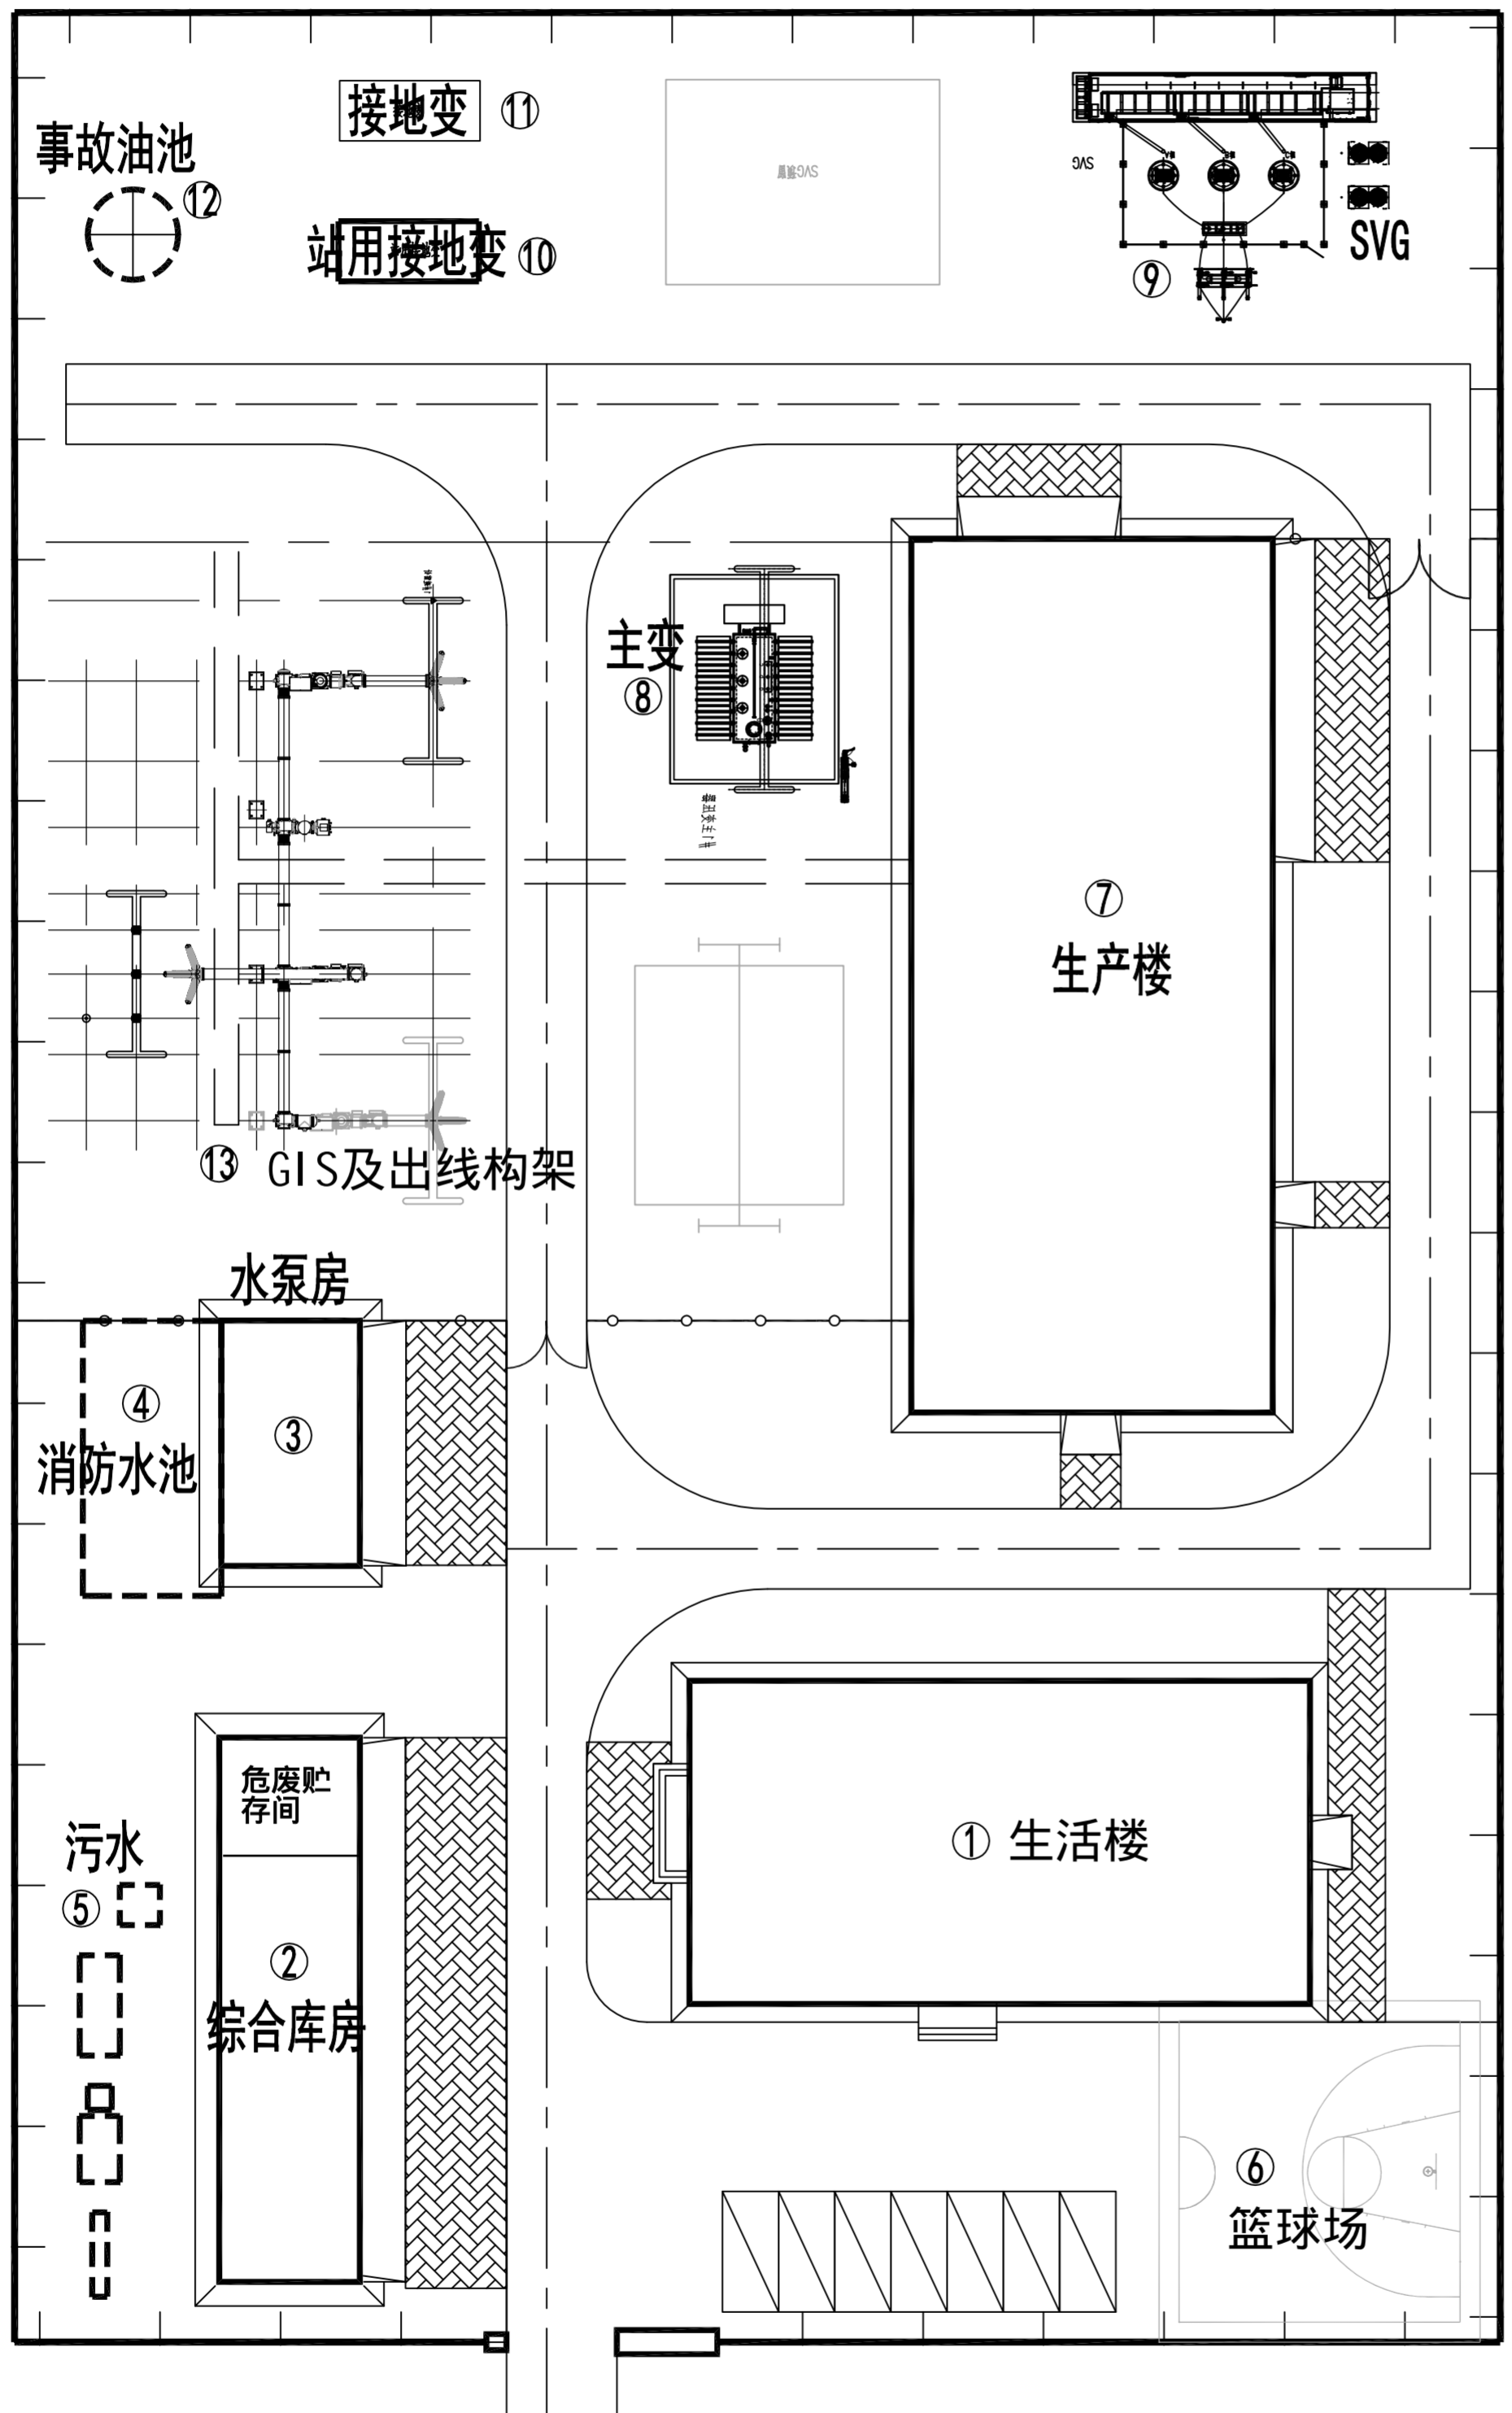 接地变 ⑪
事故油池
⑫
站用接地变 ⑩
SVG
SVG
⑨
主变
⑧
⑦
生产楼
⑬ GIS及出线构架
水泵房
④
③
消防水池
危废贮
存间
污水
⑤
① 生活楼
②
综合库房
⑥
篮球场